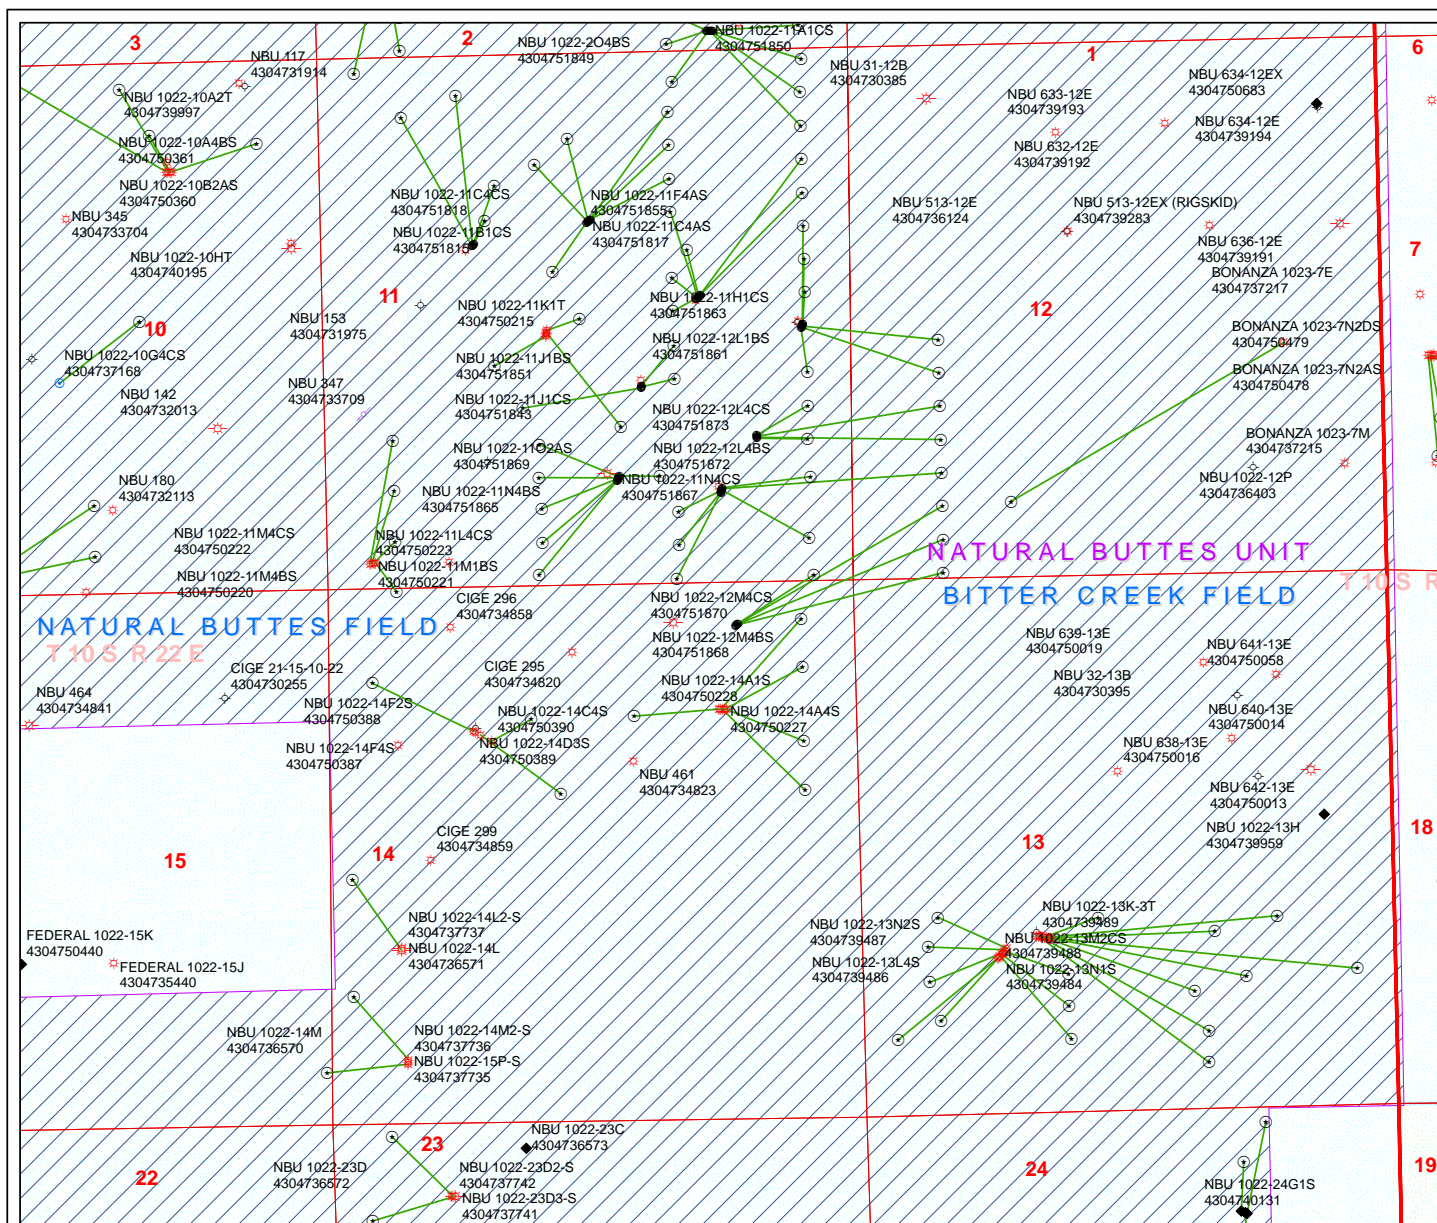 3
2
1
6
NBU 117
4304731914
NBU 1022-2O4BS
4304751849
NBU 1022-11A1CS
4304751850
NBU 31-12B
4304730385
NBU 634-12EX
4304750683
NBU 1022-10A2T
4304739997
NBU 633-12E
4304739193
NBU 634-12E
4304739194
NBU 1022-10A4BS
4304750361
NBU 632-12E
4304739192
NBU 1022-10B2AS
4304750360
NBU 1022-11C4CS
4304751818
NBU 1022-11F4AS
4304751855
NBU 513-12E
4304736124
NBU 513-12EX (RIGSKID)
4304739283
NBU 345
4304733704
NBU 1022-11B1CS
4304751815
NBU 1022-11C4AS
4304751817
NBU 636-12E
4304739191
7
NBU 1022-10HT
4304740195
BONANZA 1023-7E
4304737217
11
NBU 1022-11K1T
4304750215
NBU 1022-11H1CS
4304751863
12
10
NBU 153
4304731975
NBU 1022-12L1BS
4304751861
BONANZA 1023-7N2DS
4304750479
NBU 1022-10G4CS
4304737168
NBU 1022-11J1BS
4304751851
BONANZA 1023-7N2AS
4304750478
NBU 142
4304732013
NBU 347
4304733709
NBU 1022-11J1CS
4304751843
NBU 1022-12L4CS
4304751873
NBU 1022-11O2AS
4304751869
NBU 1022-12L4BS
4304751872
BONANZA 1023-7M
4304737215
NBU 180
4304732113
NBU 1022-11N4BS
4304751865
NBU 1022-11N4CS
4304751867
NBU 1022-12P
4304736403
NBU 1022-11M4CS
4304750222
NBU 1022-11L4CS
4304750223
NATURAL BUTTES UNIT
NBU 1022-11M4BS
4304750220
NBU 1022-11M1BS
4304750221
T 10 S R
CIGE 296
4304734858
NBU 1022-12M4CS
4304751870
BITTER CREEK FIELD
NATURAL BUTTES FIELD
T 10 S R 22 E
NBU 1022-12M4BS
4304751868
NBU 639-13E
4304750019
NBU 641-13E
4304750058
CIGE 21-15-10-22
4304730255
CIGE 295
4304734820
NBU 1022-14A1S
4304750228
NBU 32-13B
4304730395
NBU 464
4304734841
NBU 1022-14F2S
4304750388
NBU 1022-14C4S
4304750390
NBU 1022-14A4S
4304750227
NBU 640-13E
4304750014
NBU 1022-14F4S
4304750387
NBU 1022-14D3S
4304750389
NBU 638-13E
4304750016
NBU 461
4304734823
NBU 642-13E
4304750013
NBU 1022-13H
4304739959
18
CIGE 299
4304734859
13
15
14
NBU 1022-14L2-S
4304737737
NBU 1022-13K-3T
4304739489
NBU 1022-13N2S
4304739487
FEDERAL 1022-15K
4304750440
NBU 1022-14L
4304736571
NBU 1022-13M2CS
4304739488
FEDERAL 1022-15J
4304735440
NBU 1022-13L4S
4304739486
NBU 1022-13N1S
4304739484
NBU 1022-14M
4304736570
NBU 1022-14M2-S
4304737736
NBU 1022-15P-S
4304737735
NBU 1022-23C
4304736573
23
22
NBU 1022-23D
4304736572
NBU 1022-23D2-S
4304737742
24
19
NBU 1022-23D3-S
4304737741
NBU 1022-24G1S
4304740131